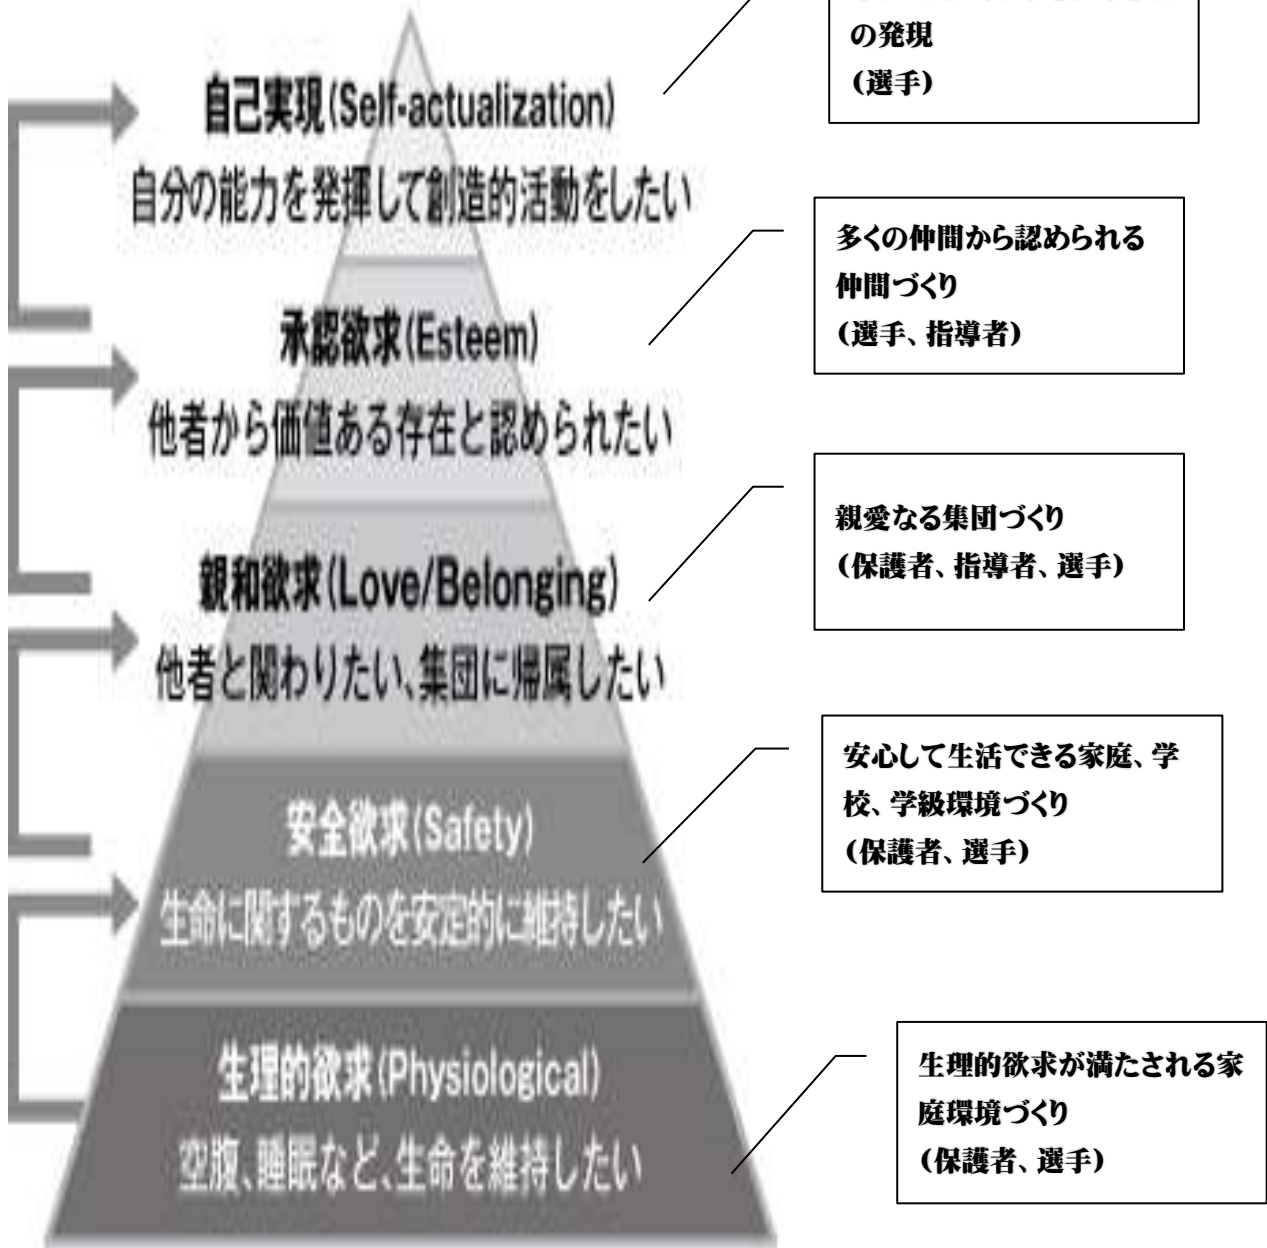 の発現
(選手)
自己実現(Self-actualization)
自分の能力を発揮して創造的活動をしたい
多くの仲間から認められる
仲間づくり
(選手、指導者)
承認欲求(Esteem)
他者から価値ある存在と認められたい
親愛なる集団づくり
(保護者、指導者、選手)
親和欲求(Love/Belonging)
他者と関わりたい、集団に帰属したい
安心して生活できる家庭、学
校、学級環境づくり
(保護者、選手)
安全欲求(Safety)
生命に関するものを安定的に維持したい
生理的欲求が満たされる家
庭環境づくり
(保護者、選手)
生理的欲求(Physiological)
空腹、睡眠など、生命を維持したい